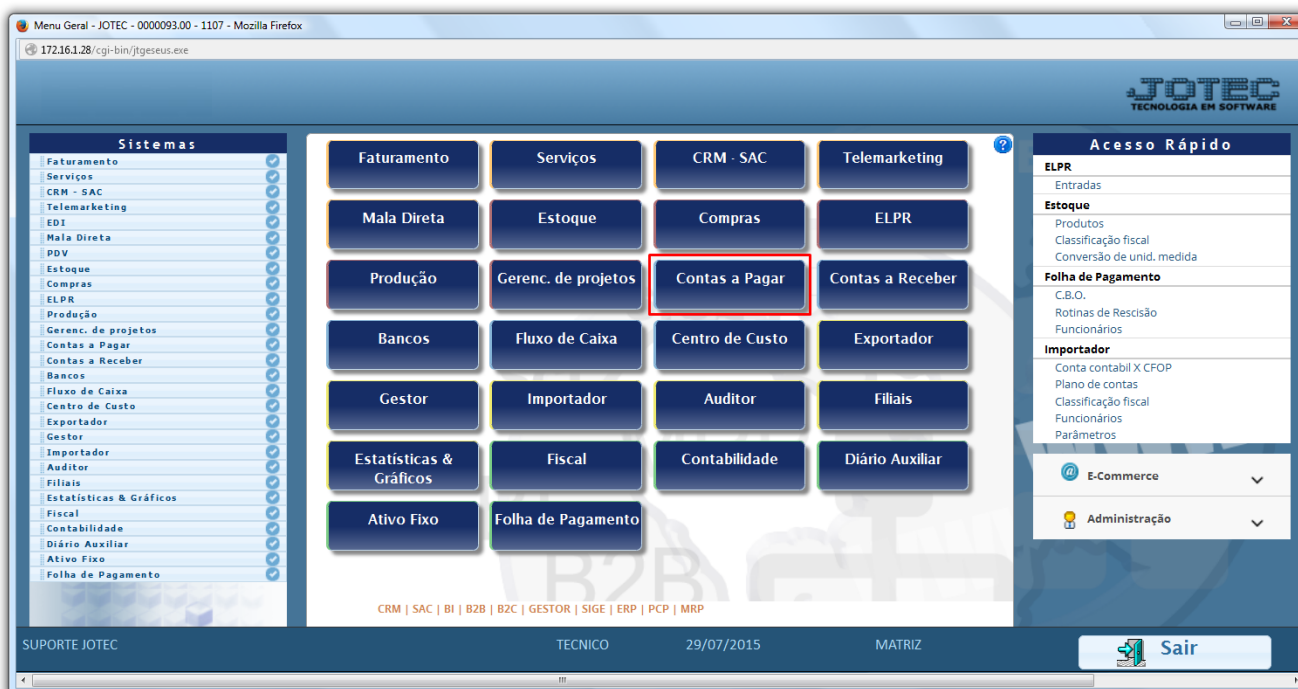 Menu Geral - JOTEC - 0000093.00 - 1107 - Mozilla Firefox
172.16.1.28/cgi-bin/jtgeseus.exe
JOTEC
TECNOLOGIA EM SOFTWARE
Sistemas
Faturamento
Serviços
CRM - SAC
Telemarketing
EDI
Mala Direta
PDV
Estoque
Compras
ELPR
Produção
Gerenc. de projetos
Contas a Pagar
Contas a Receber
Bancos
Fluxo de Caixa
Centro de Custo
Exportador
Gestor
Importador
Auditor
Filiais
Estatísticas & Gráficos
Fiscal
Contabilidade
Diário Auxiliar
Ativo Fixo
Folha de Pagamento
Faturamento
Serviços
CRM - SAC
Telemarketing
Mala Direta
Estoque
Compras
ELPR
Produção
Gerenc. de projetos
Contas a Pagar
Contas a Receber
Bancos
Fluxo de Caixa
Centro de Custo
Exportador
Gestor
Importador
Auditor
Filiais
Estatísticas &
Gráficos
Fiscal
Contabilidade
Diário Auxiliar
Ativo Fixo
Folha de Pagamento
B2B
CRM | SAC | BI | B2B | B2C | GESTOR | SIGE | ERP | PCP | MRP
Acesso Rápido
ELPR
Entradas
Estoque
Produtos
Classificação fiscal
Conversão de unid. medida
Folha de Pagamento
C.B.O.
Rotinas de Rescisão
Funcionários
Importador
Conta contabil X CFOP
Plano de contas
Classificação fiscal
Funcionários
Parâmetros
E-Commerce
Administração
SUPORTE JOTEC
TECNICO
29/07/2015
MATRIZ
Sair